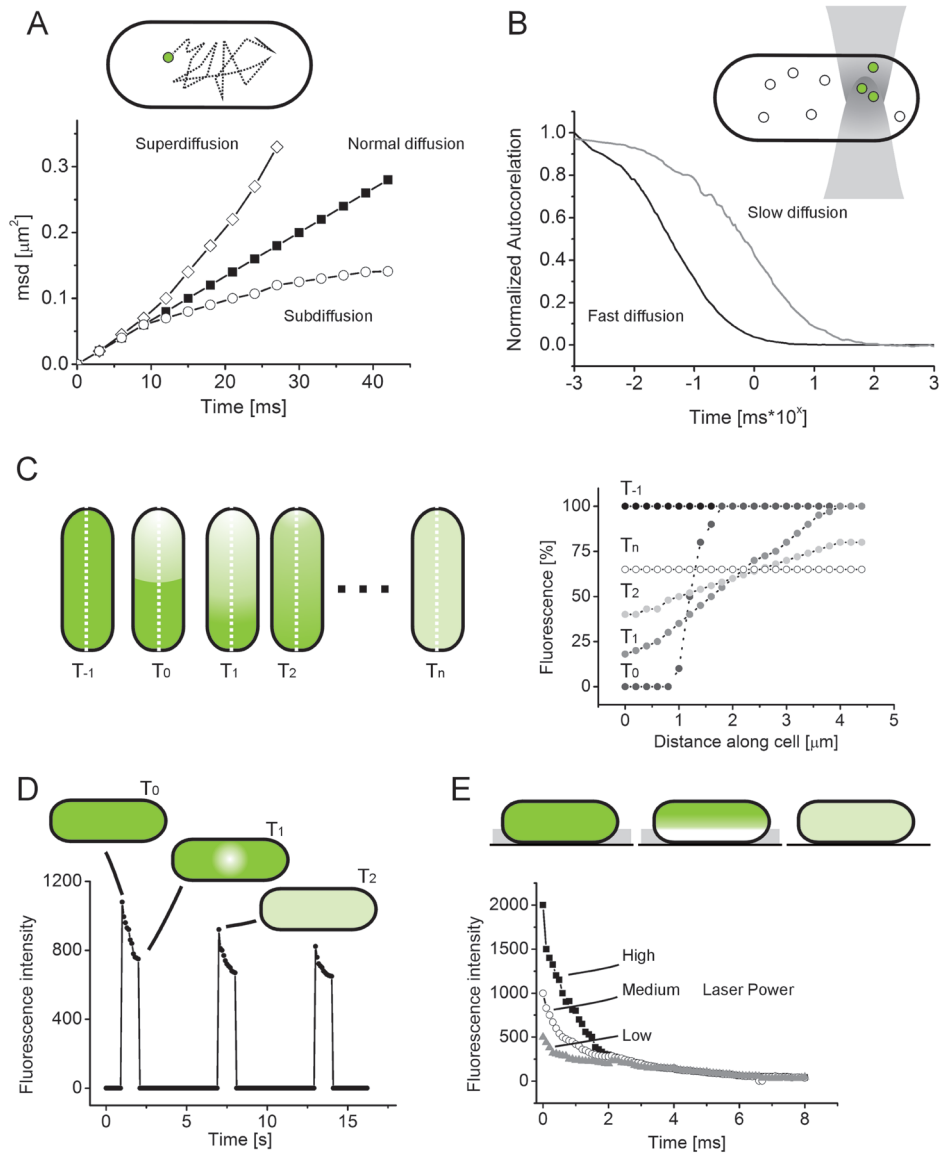 A
msd [μm²]
0.3
0.2
0.1
0.0
Superdiffusion
Normal diffusion
Subdiffusion
0 10 20 30 40
Time [ms]
B
Normalized Autocorelation
1.0
0.8
0.6
0.4
0.2
0.0
Slow diffusion
Fast diffusion
-3 -2 -1 0 1 2 3
Time [ms*10ˣ]
C
T-1 T0 T1 T2 Tn
Fluorescence [%]
100
75
50
25
0
T-1
Tn
T2
T1
T0
0 1 2 3 4 5
Distance along cell [μm]
D
T0
T1
T2
Fluorescence intensity
1200
800
400
0
0 5 10 15
Time [s]
E
Fluorescence intensity
2000
1500
1000
500
0
High
Medium Laser Power
Low
0 2 4 6 8
Time [ms]